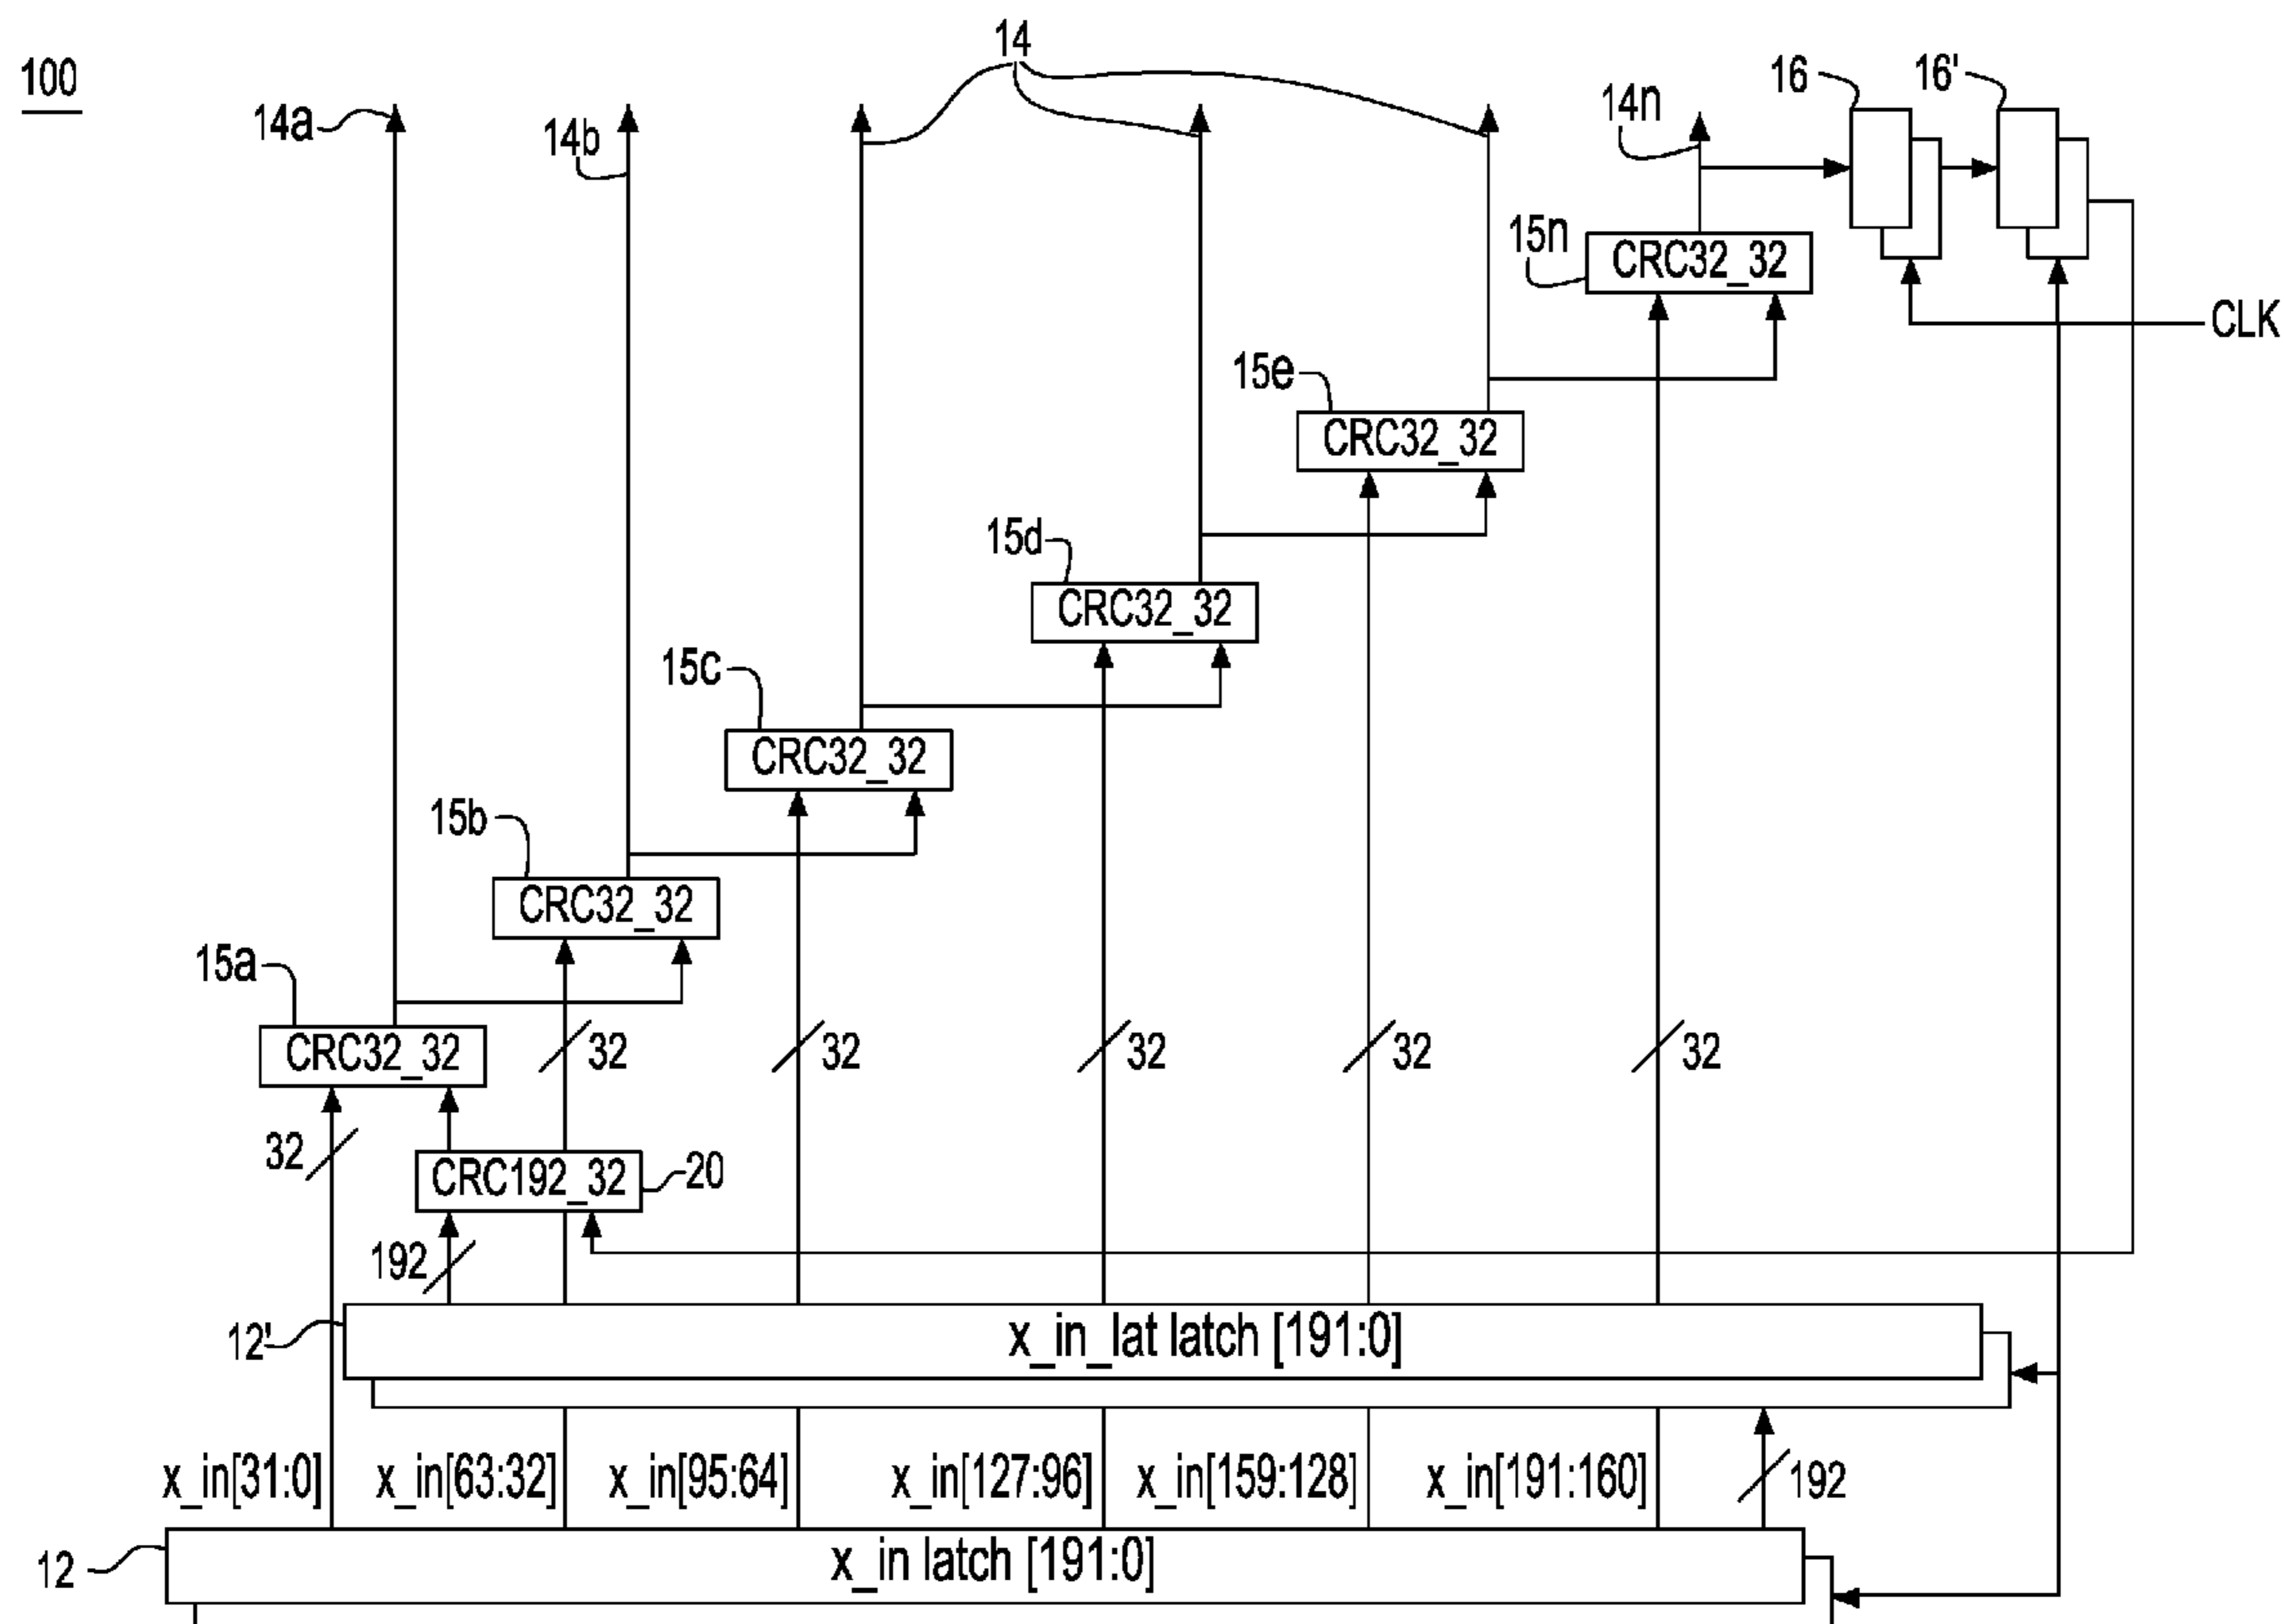 100
14
14a
14b
14n
16
16'
15n
CRC32_32
CLK
15e
CRC32_32
15d
CRC32_32
15c
CRC32_32
15b
CRC32_32
15a
CRC32_32
32
32
32
32
32
32
CRC192_32
20
192
12'
x_in_lat latch [191:0]
x_in[31:0]
x_in[63:32]
x_in[95:64]
x_in[127:96]
x_in[159:128]
x_in[191:160]
192
12
x_in latch [191:0]